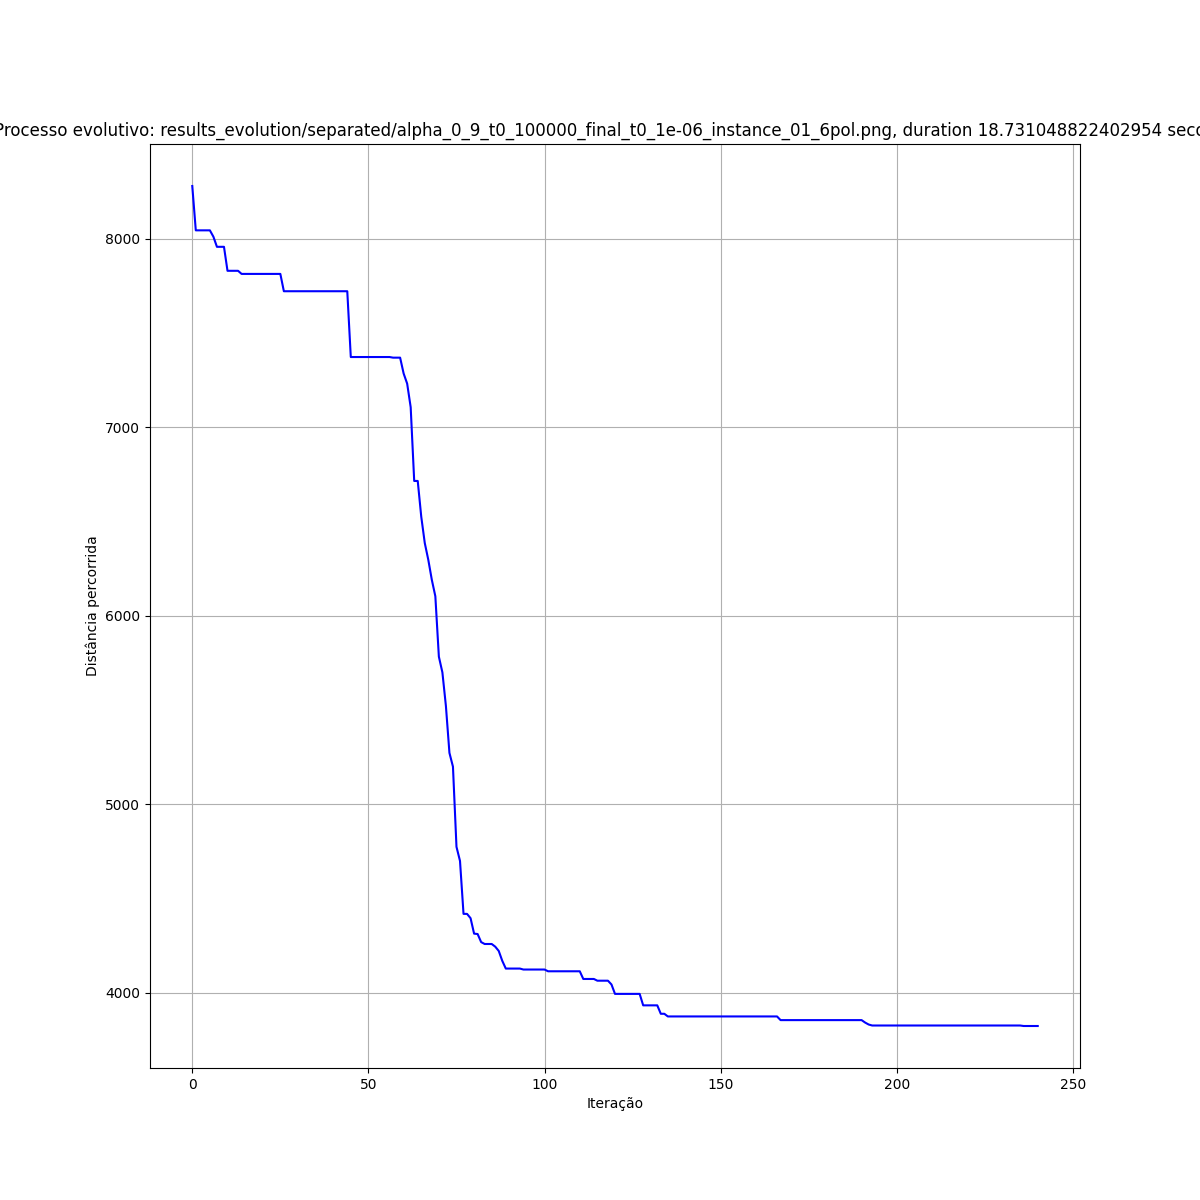 Processo evolutivo: results_evolution/separated/alpha_0_9_t0_100000_final_t0_1e-06_instance_01_6pol.png, duration 18.731048822402954
8000
7000
6000
5000
4000
Distância percorrida
0 50 100 150 200 250
Iteração